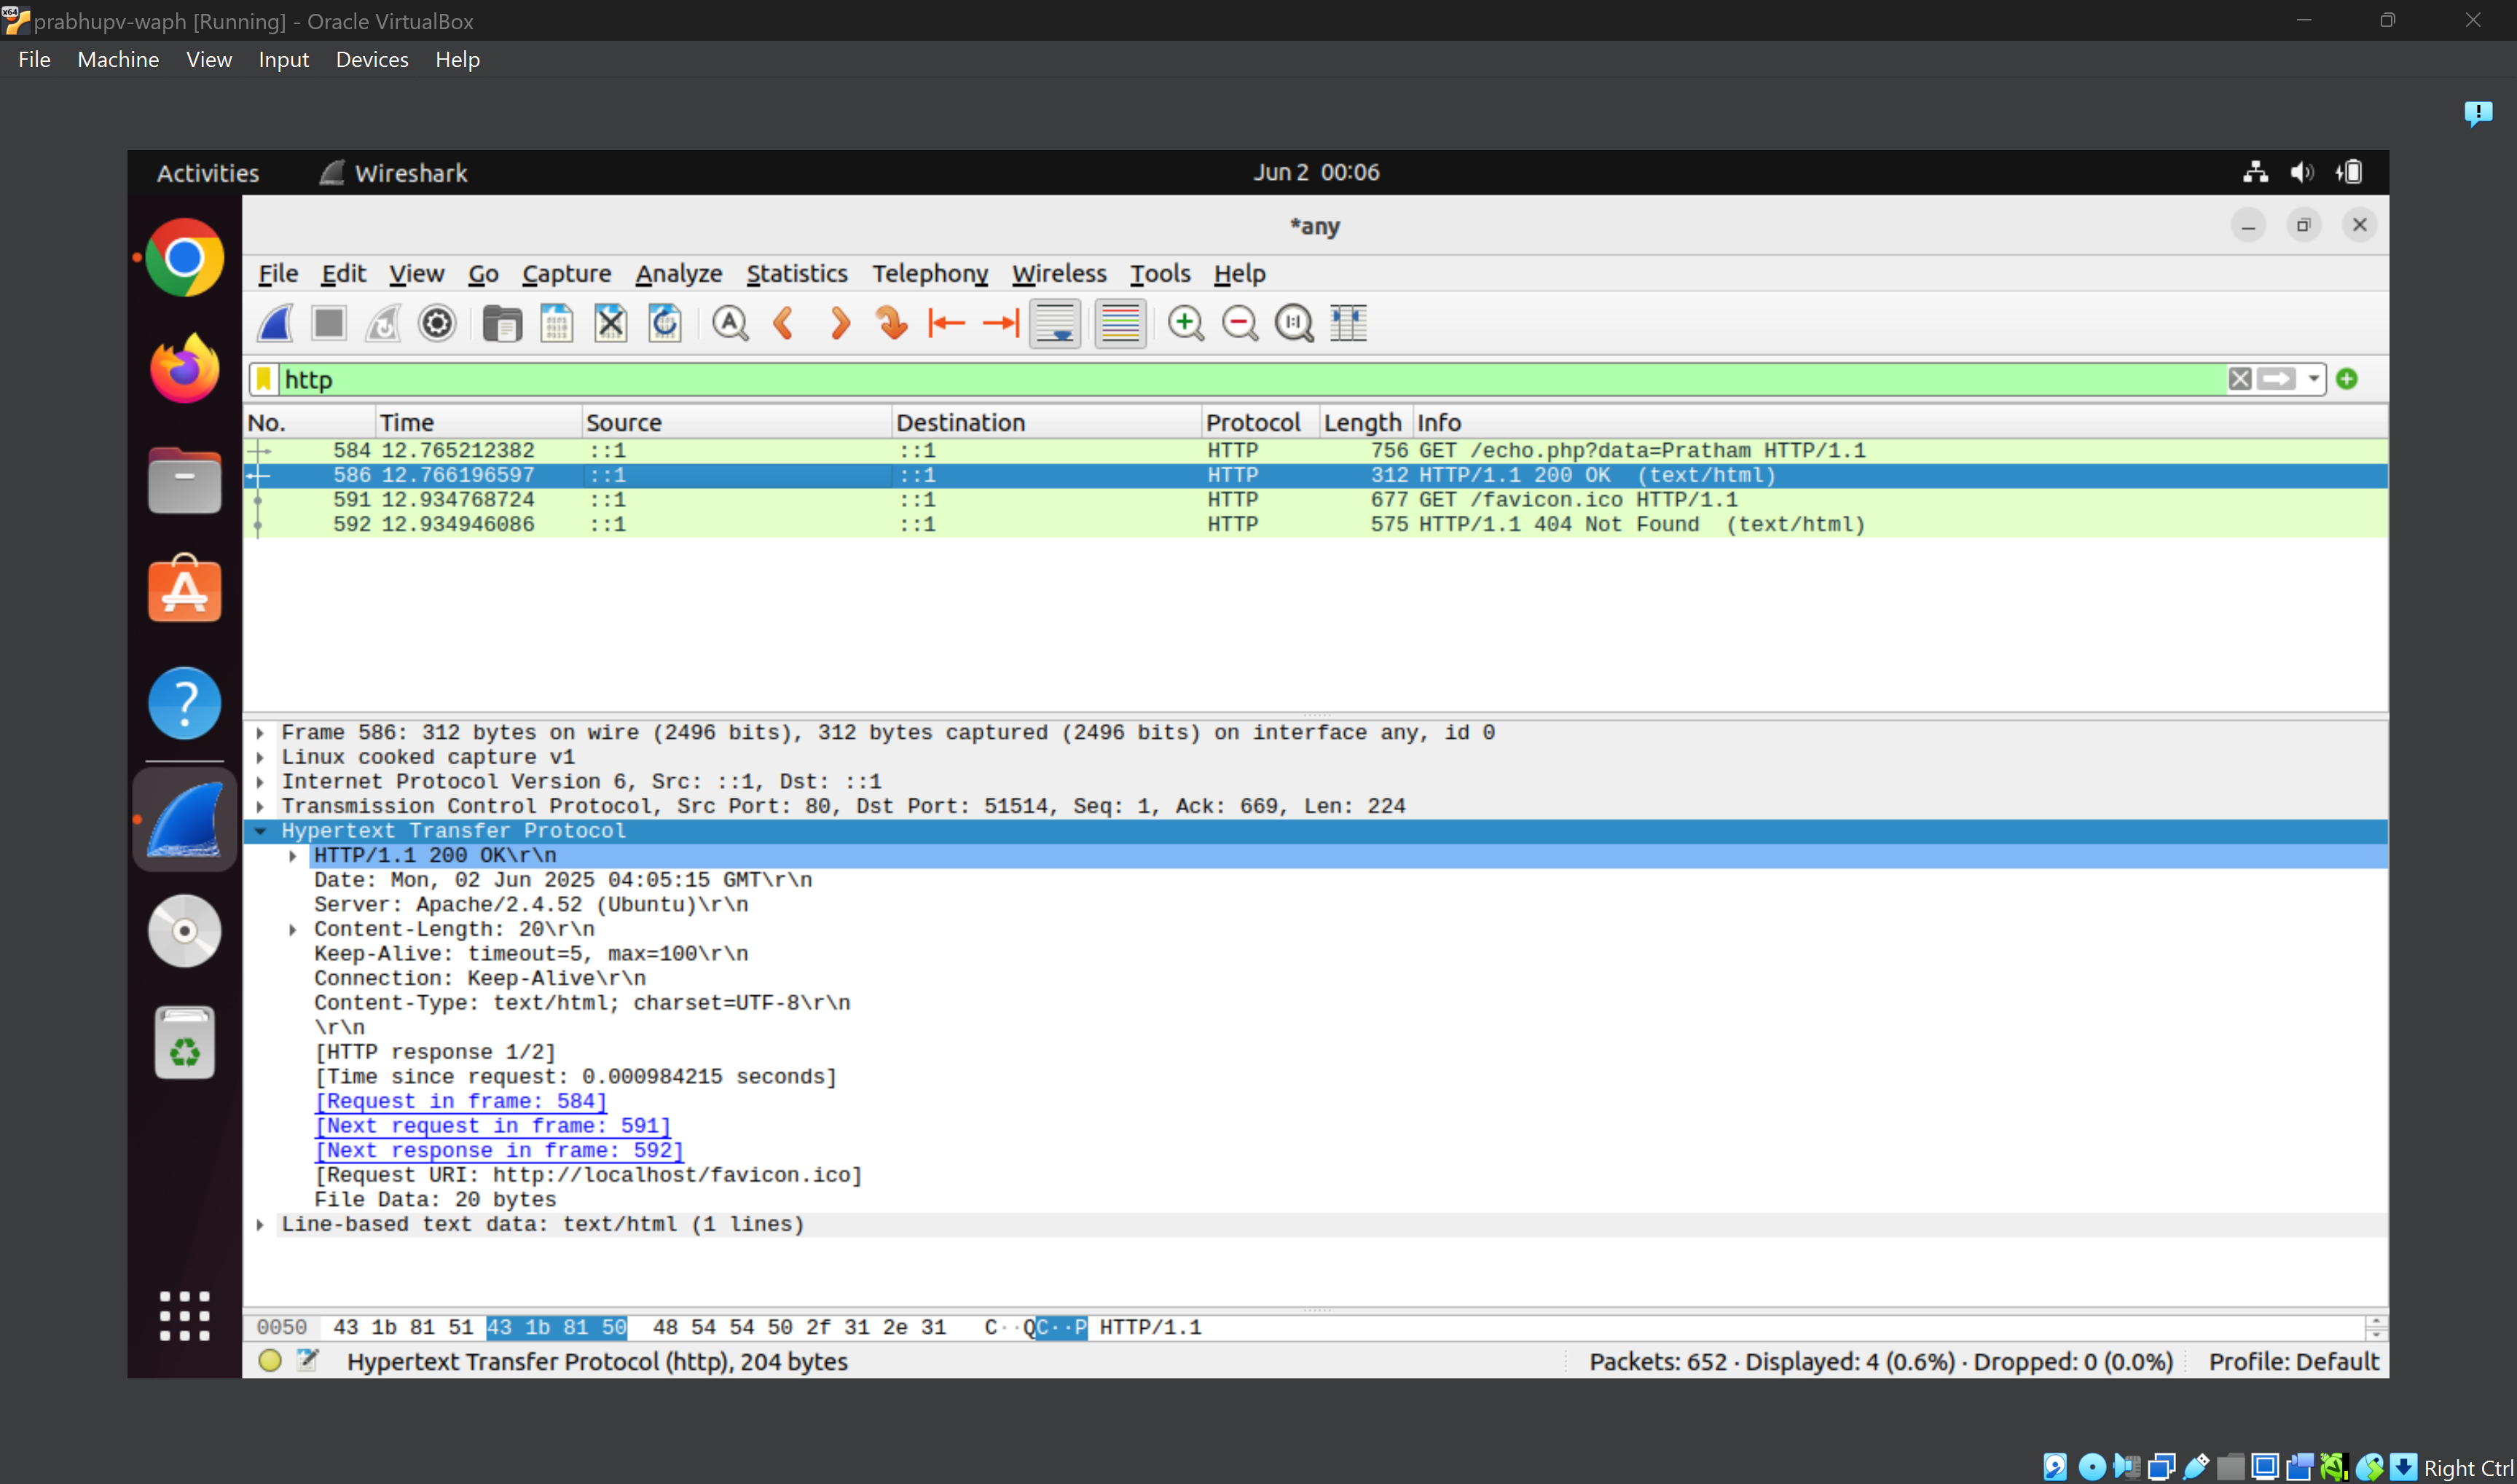 prabhupv-waph [Running] - Oracle VirtualBox
File Machine View Input Devices Help
Activities Wireshark Jun 2 00:06
*any
File Edit View Go Capture Analyze Statistics Telephony Wireless Tools Help
http
No. Time Source Destination Protocol Length Info
584 12.765212382 ::1 ::1 HTTP 756 GET /echo.php?data=Pratham HTTP/1.1
586 12.766196597 ::1 ::1 HTTP 312 HTTP/1.1 200 OK (text/html)
591 12.934768724 ::1 ::1 HTTP 677 GET /favicon.ico HTTP/1.1
592 12.934946086 ::1 ::1 HTTP 575 HTTP/1.1 404 Not Found (text/html)
Frame 586: 312 bytes on wire (2496 bits), 312 bytes captured (2496 bits) on interface any, id 0
Linux cooked capture v1
Internet Protocol Version 6, Src: ::1, Dst: ::1
Transmission Control Protocol, Src Port: 80, Dst Port: 51514, Seq: 1, Ack: 669, Len: 224
Hypertext Transfer Protocol
HTTP/1.1 200 OK\r\n
Date: Mon, 02 Jun 2025 04:05:15 GMT\r\n
Server: Apache/2.4.52 (Ubuntu)\r\n
Content-Length: 20\r\n
Keep-Alive: timeout=5, max=100\r\n
Connection: Keep-Alive\r\n
Content-Type: text/html; charset=UTF-8\r\n
\r\n
[HTTP response 1/2]
[Time since request: 0.000984215 seconds]
[Request in frame: 584]
[Next request in frame: 591]
[Next response in frame: 592]
[Request URI: http://localhost/favicon.ico]
File Data: 20 bytes
Line-based text data: text/html (1 lines)
0050 43 1b 81 51 43 1b 81 50 48 54 54 50 2f 31 2e 31 C··QC··P HTTP/1.1
Hypertext Transfer Protocol (http), 204 bytes Packets: 652 · Displayed: 4 (0.6%) · Dropped: 0 (0.0%) Profile: Default
Right Ctrl